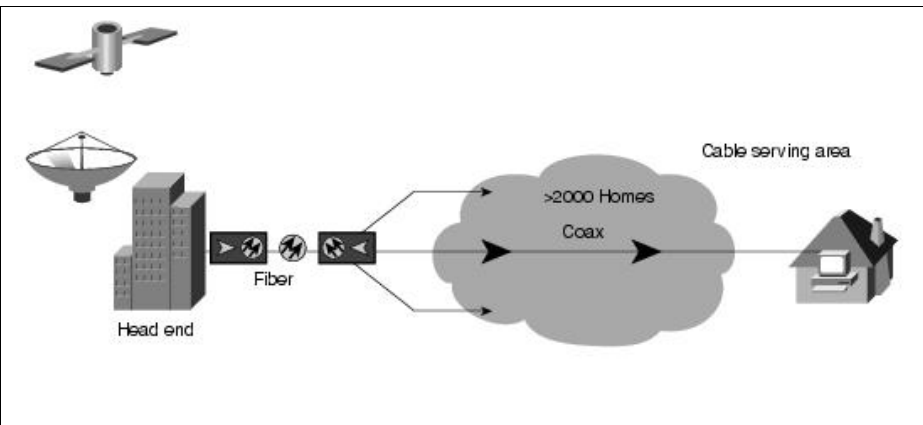 Cable serving area
>2000 Homes
Coax
Fiber
Head end